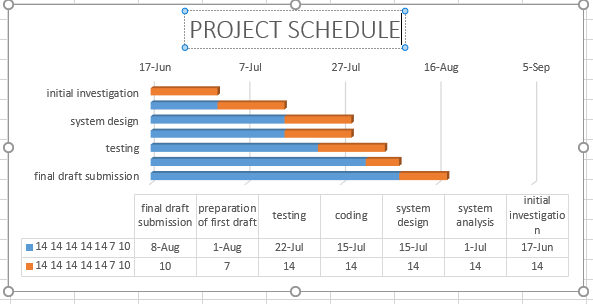 PROJECT SCHEDULE
17-Jun 7-Jul 27-Jul 16-Aug 5-Sep
initial investigation
system design
testing
final draft submission
final draft submission preparation of first draft testing coding system design system analysis initial investigation
14 14 14 14 14 7 10 8-Aug 1-Aug 22-Jul 15-Jul 15-Jul 1-Jul 17-Jun
14 14 14 14 14 7 10 10 7 14 14 14 14 14